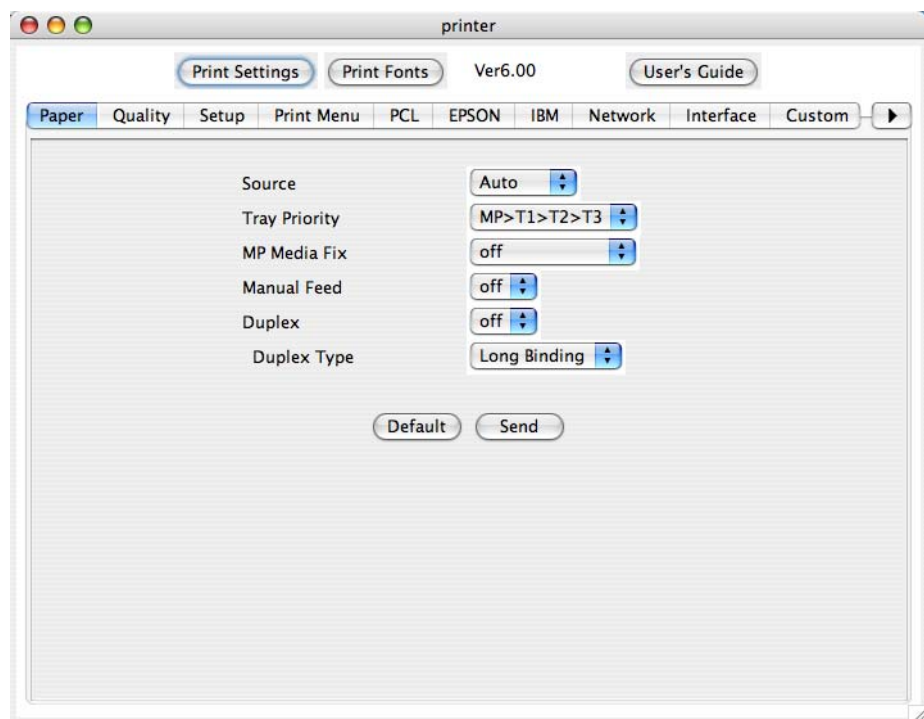 printer
Print Settings Print Fonts Ver6.00 User's Guide
Paper Quality Setup Print Menu PCL EPSON IBM Network Interface Custom
Source Auto
Tray Priority MP>T1>T2>T3
MP Media Fix off
Manual Feed off
Duplex off
Duplex Type Long Binding
Default Send